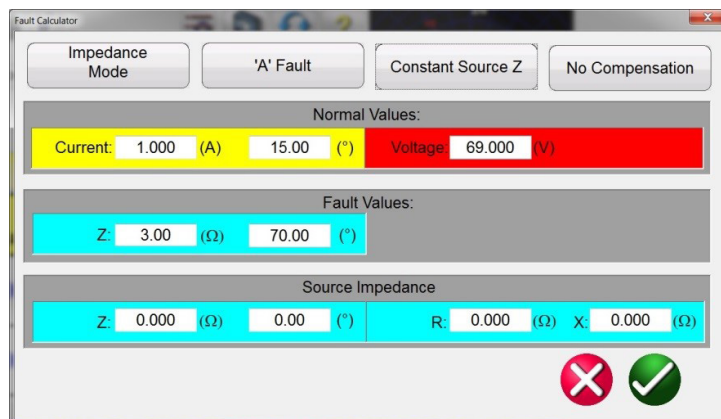 Fault Calculator
Impedance
Mode
'A' Fault
Constant Source Z
No Compensation
Normal Values:
Current: 1.000 (A) 15.00 (°) Voltage: 69.000 (V)
Fault Values:
Z: 3.00 (Ω) 70.00 (°)
Source Impedance
Z: 0.000 (Ω) 0.00 (°) R: 0.000 (Ω) X: 0.000 (Ω)